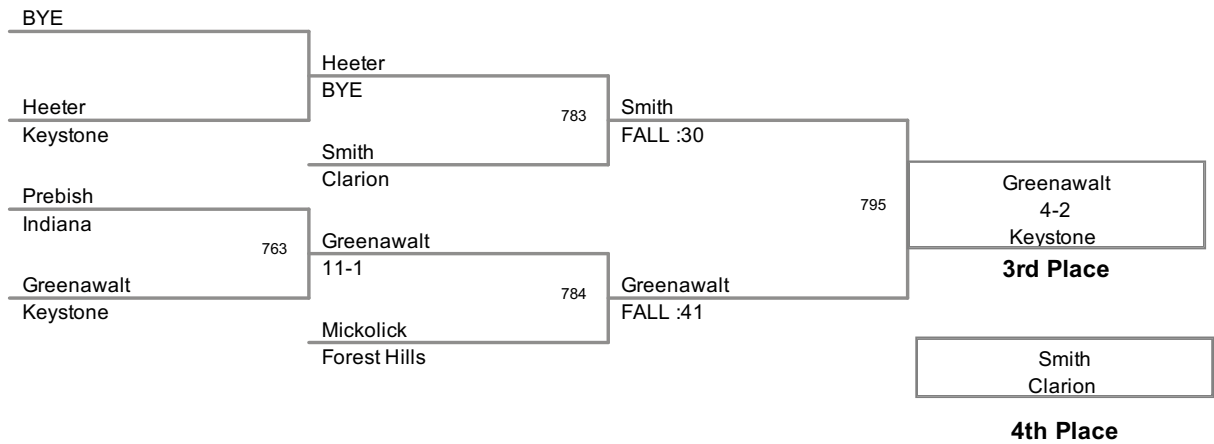 BYE
Heeter
BYE
Heeter
Keystone
783
Smith
FALL :30
Smith
Clarion
Prebish
Indiana
763
Greenawalt
11-1
Greenawalt
Keystone
784
Greenawalt
FALL :41
Mickolick
Forest Hills
795
Greenawalt
4-2
Keystone
3rd Place
Smith
Clarion
4th Place